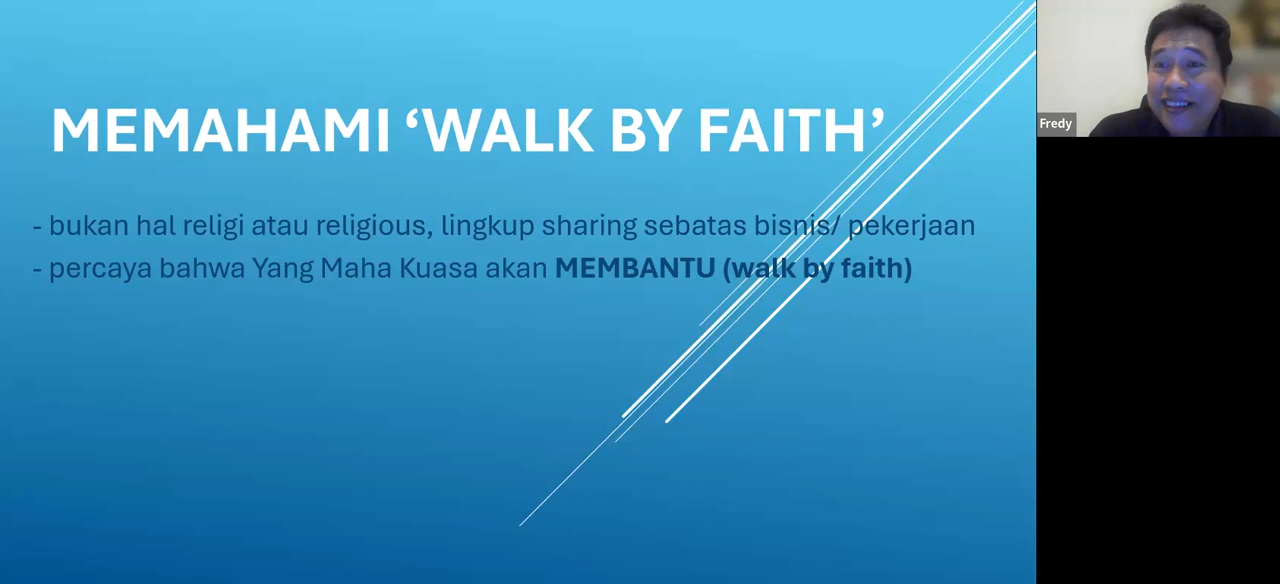 MEMAHAMI ‘WALK BY FAITH’
- bukan hal religi atau religious, lingkup sharing sebatas bisnis/ pekerjaan
- percaya bahwa Yang Maha Kuasa akan MEMBANTU (walk by faith)
Fredy